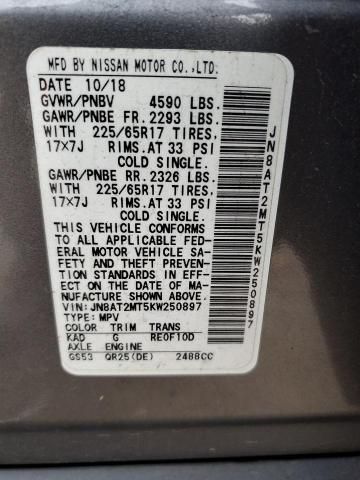 MFD BY NISSAN MOTOR CO.,LTD.
DATE 10/18
GVWR/PNBV 4590 LBS.
GAWR/PNBE FR. 2293 LBS.
WITH 225/65R17 TIRES,
17×7J RIMS,AT 33 PSI
COLD SINGLE.
GAWR/PNBE RR. 2326 LBS.
WITH 225/65R17 TIRES,
17×7J RIMS,AT 33 PSI
COLD SINGLE.
THIS VEHICLE CONFORMS
TO ALL APPLICABLE FED-
ERAL MOTOR VEHICLE SA-
FETY AND THEFT PREVEN-
TION STANDARDS IN EFF-
ECT ON THE DATE OF MA-
NUFACTURE SHOWN ABOVE.
VIN: JN8AT2MT5KW250897
TYPE: MPV
COLOR TRIM TRANS
KAD G RE0F10D
AXLE ENGINE
GS53 QR25(DE) 2488CC
JN8AT2MT5KW250897